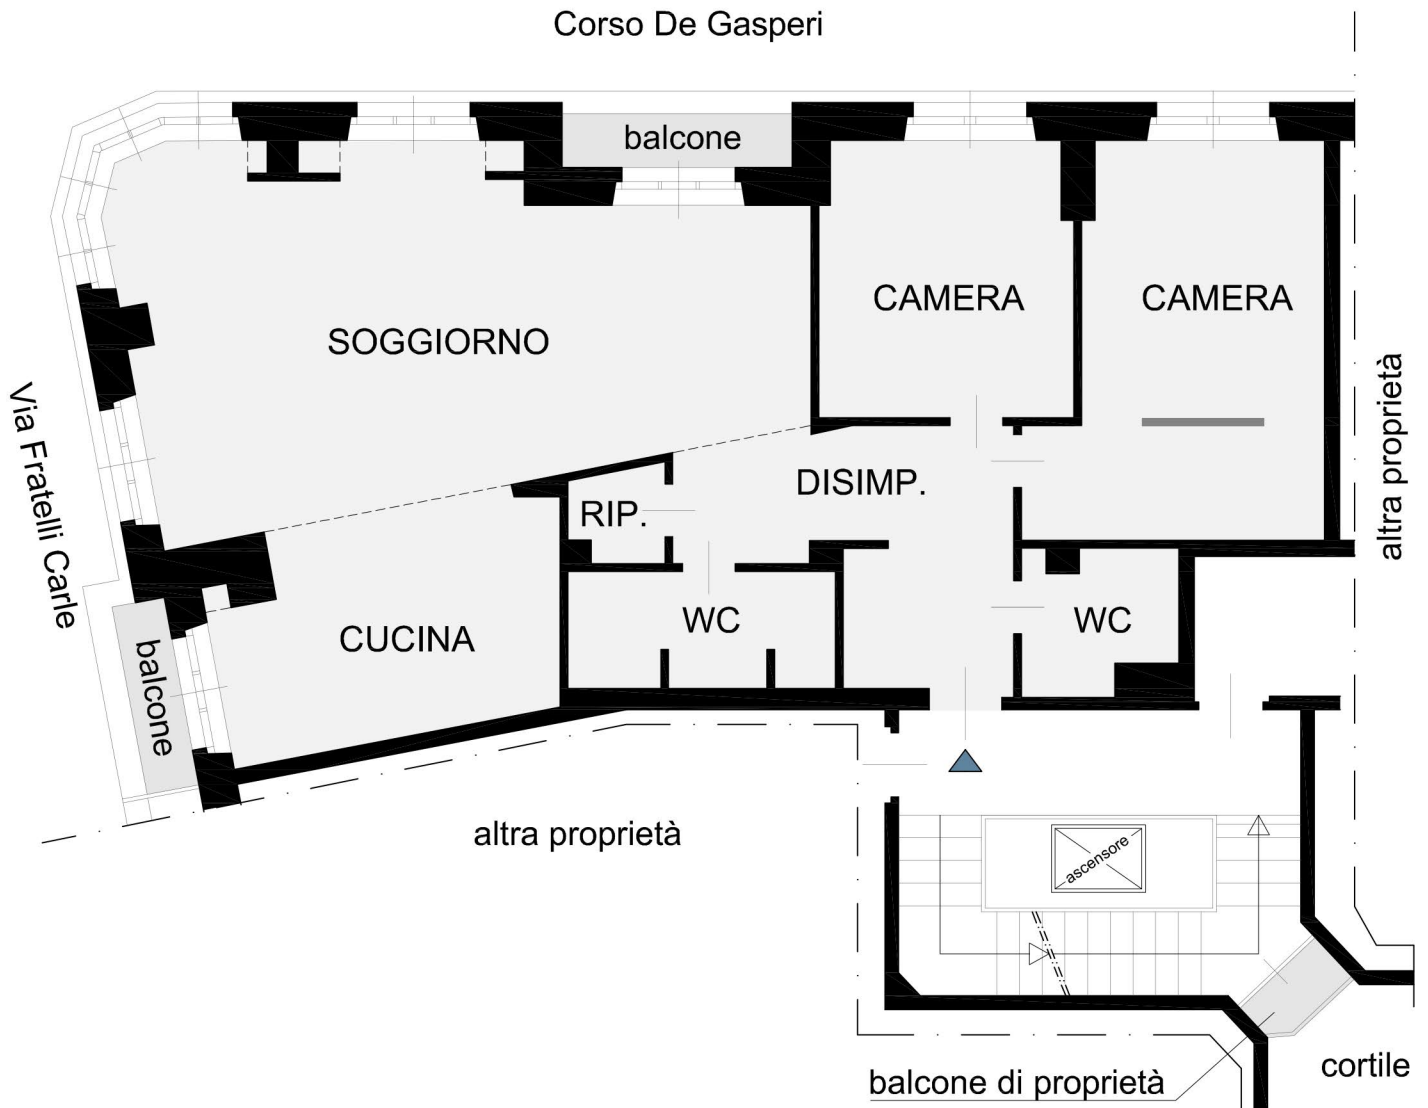 Corso De Gasperi
balcone
CAMERA
CAMERA
SOGGIORNO
altra proprietà
Via Fratelli Carle
DISIMP.
RIP.
WC
WC
CUCINA
balcone
altra proprietà
ascensore
cortile
balcone di proprietà